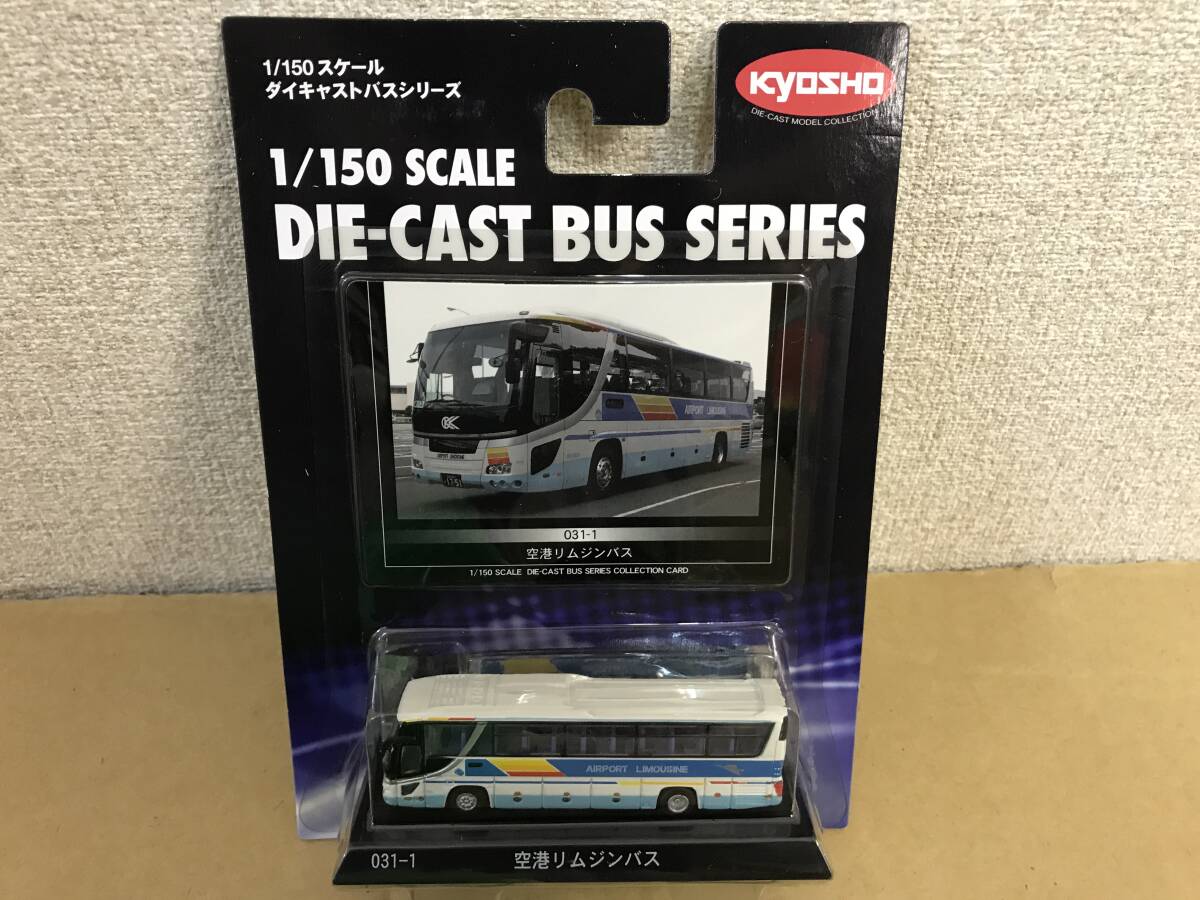 1/150 スケール
ダイキャストバスシリーズ
KYOSHO
DIE-CAST MODEL COLLECTION
1/150 SCALE
DIE-CAST BUS SERIES
AIRPORT LIMOUSINE
031-1
空港リムジンバス
1/150 SCALE DIE-CAST BUS SERIES COLLECTION CARD
AIRPORT LIMOUSINE
031-1 空港リムジンバス